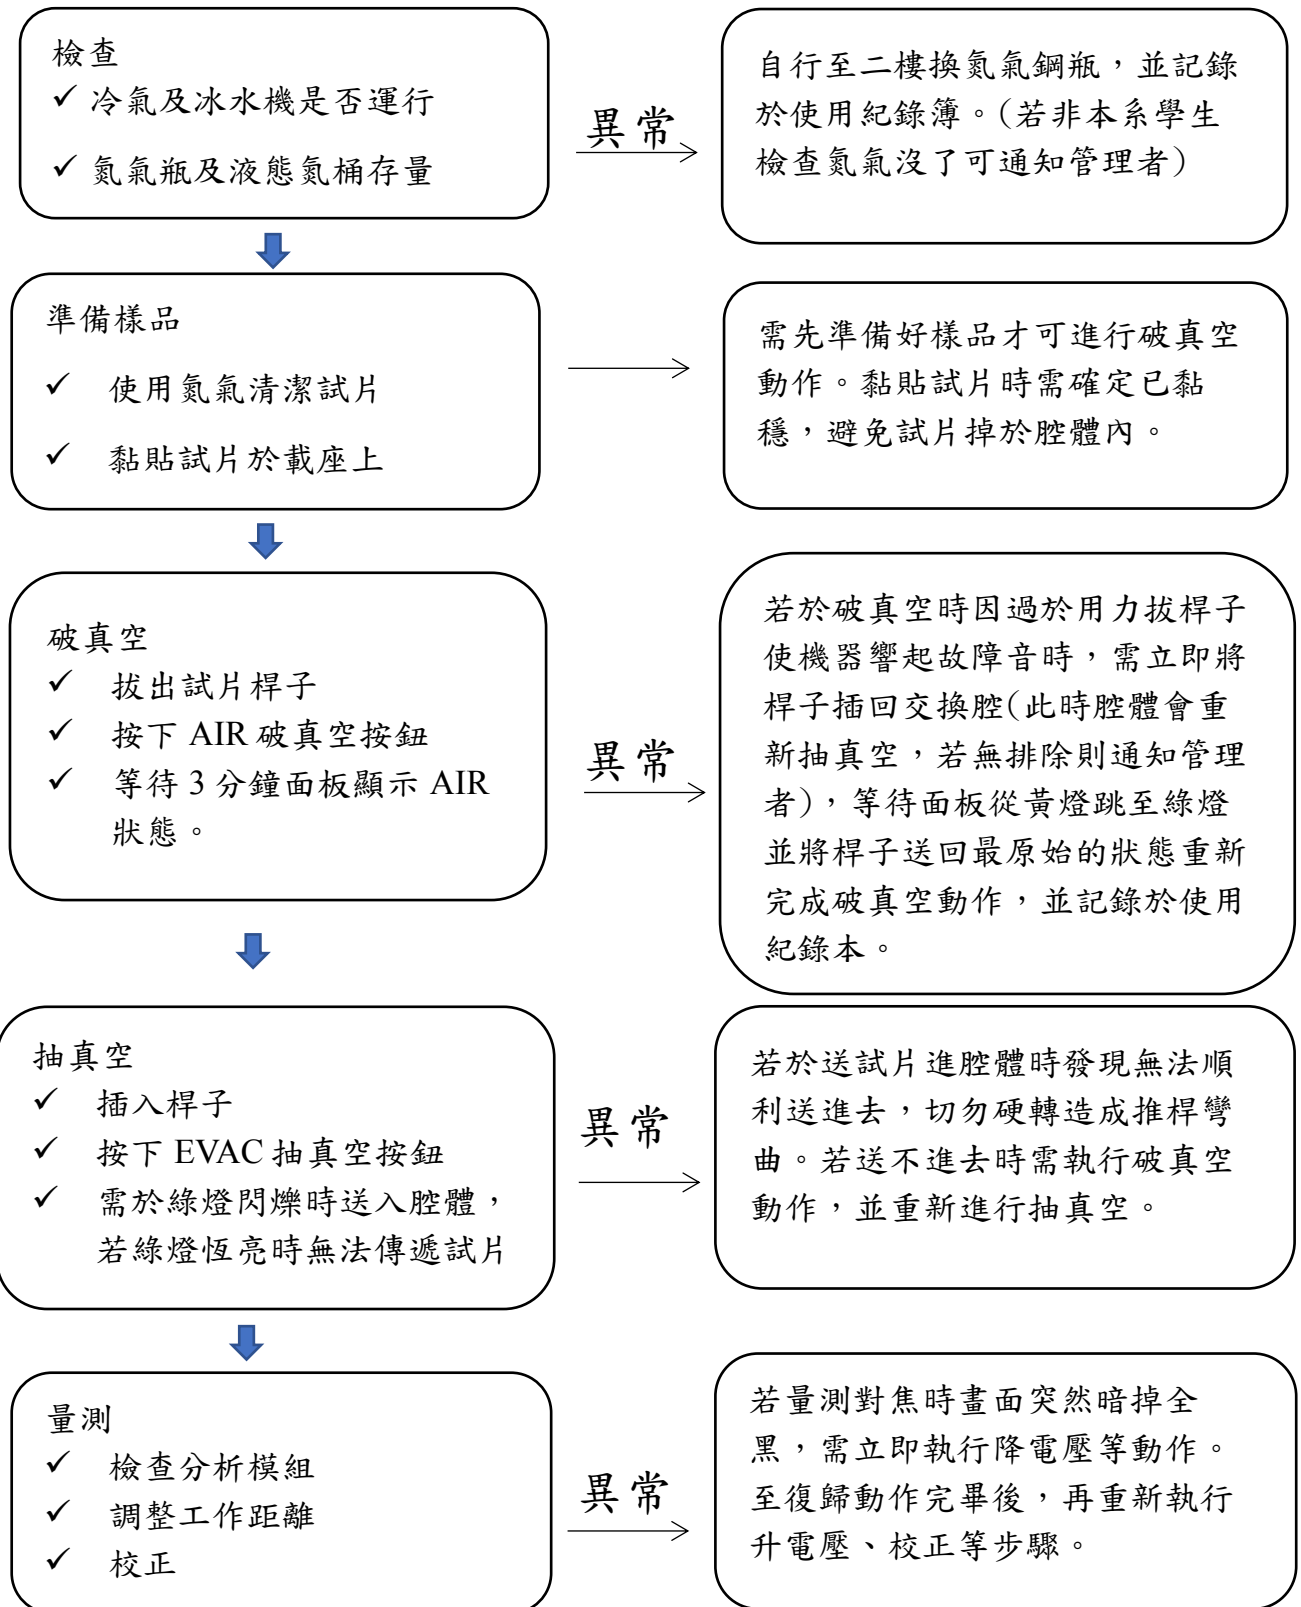 檢查
✓ 冷氣及冰水機是否運行
✓ 氮氣瓶及液態氮桶存量
異常
自行至二樓換氮氣鋼瓶，並記錄
於使用紀錄簿。(若非本系學生
檢查氮氣沒了可通知管理者)
準備樣品
✓ 使用氮氣清潔試片
✓ 黏貼試片於載座上
需先準備好樣品才可進行破真空
動作。黏貼試片時需確定已黏
穩，避免試片掉於腔體內。
破真空
✓ 拔出試片桿子
✓ 按下 AIR 破真空按鈕
✓ 等待 3 分鐘面板顯示 AIR
狀態。
異常
若於破真空時因過於用力拔桿子
使機器響起故障音時，需立即將
桿子插回交換腔(此時腔體會重
新抽真空，若無排除則通知管理
者)，等待面板從黃燈跳至綠燈
並將桿子送回最原始的狀態重新
完成破真空動作，並記錄於使用
紀錄本。
抽真空
✓ 插入桿子
✓ 按下 EVAC 抽真空按鈕
✓ 需於綠燈閃爍時送入腔體，
若綠燈恆亮時無法傳遞試片
異常
若於送試片進腔體時發現無法順
利送進去，切勿硬轉造成推桿彎
曲。若送不進去時需執行破真空
動作，並重新進行抽真空。
量測
✓ 檢查分析模組
✓ 調整工作距離
✓ 校正
異常
若量測對焦時畫面突然暗掉全
黑，需立即執行降電壓等動作。
至復歸動作完畢後，再重新執行
升電壓、校正等步驟。